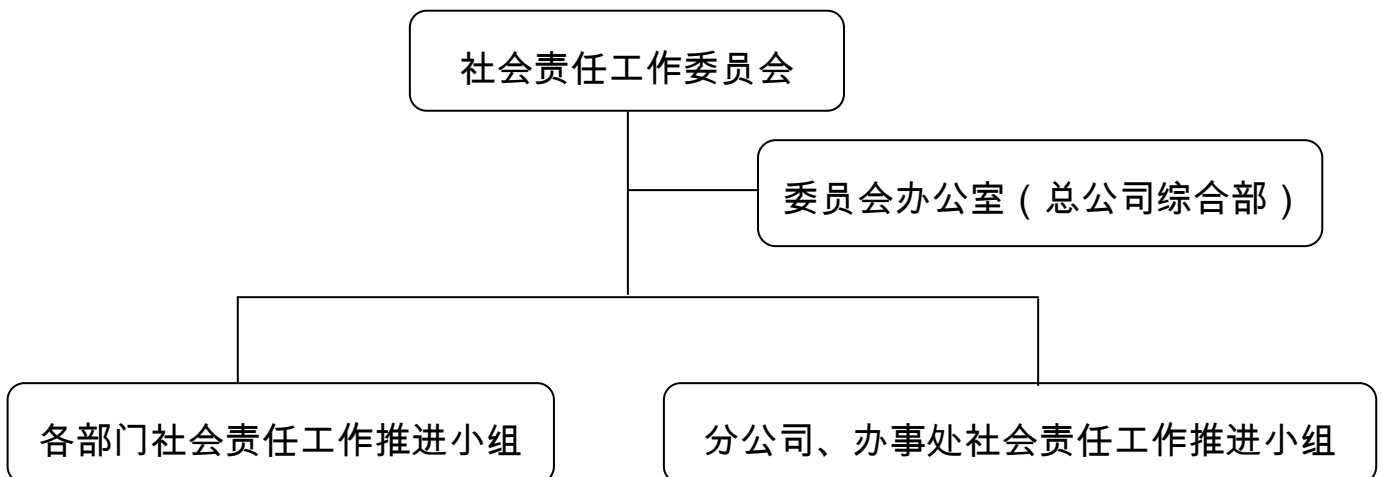 社会责任工作委员会
委员会办公室（总公司综合部）
各部门社会责任工作推进小组
分公司、办事处社会责任工作推进小组